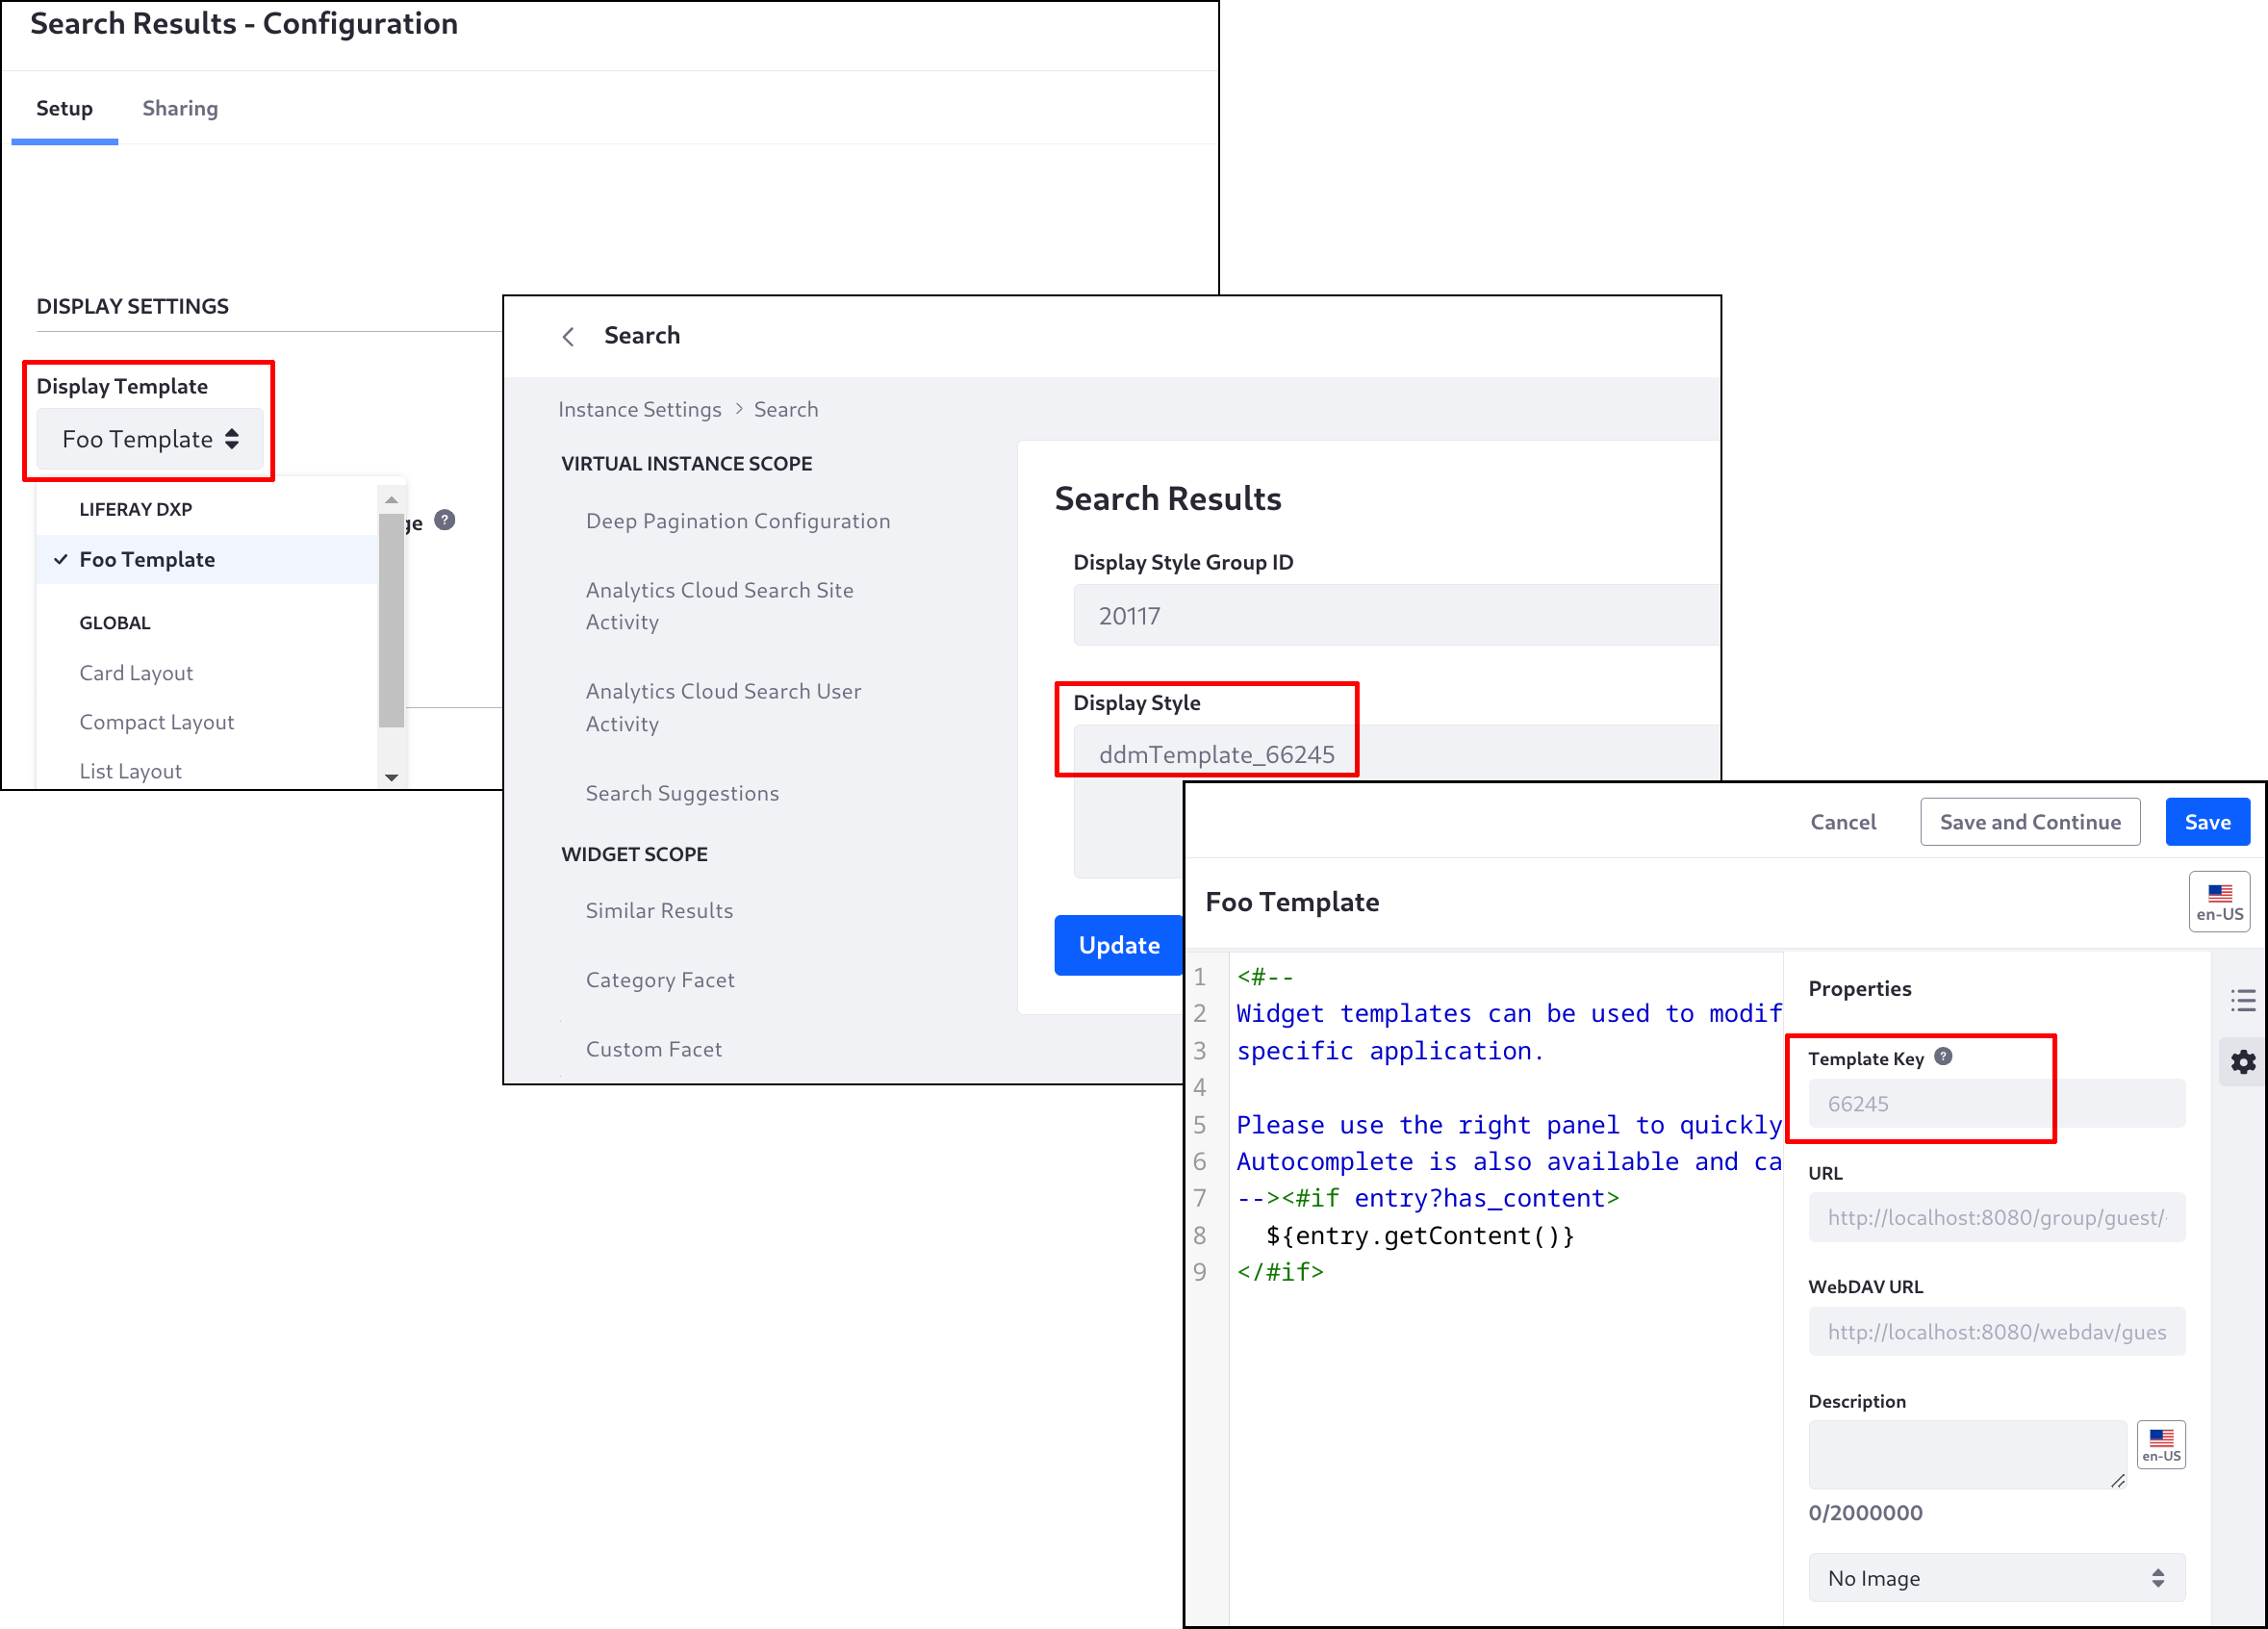 Search Results - Configuration
Setup
Sharing
DISPLAY SETTINGS
Display Template
Foo Template
LIFERAY DXP
Foo Template
GLOBAL
Card Layout
Compact Layout
List Layout
Search
Instance Settings > Search
VIRTUAL INSTANCE SCOPE
Deep Pagination Configuration
Analytics Cloud Search Site
Activity
Analytics Cloud Search User
Activity
Search Suggestions
WIDGET SCOPE
Similar Results
Category Facet
Custom Facet
Search Results
Display Style Group ID
20117
Display Style
ddmTemplate_66245
Update
Cancel
Save and Continue
Save
Foo Template
en-US
1 <#--
2 Widget templates can be used to modif
3 specific application.
4
5 Please use the right panel to quickly
6 Autocomplete is also available and ca
7 --><#if entry?has_content>
8 ${entry.getContent()}
9 </#if>
Properties
Template Key ?
66245
URL
http://localhost:8080/group/guest/
WebDAV URL
http://localhost:8080/webdav/gues
Description
en-US
0/2000000
No Image